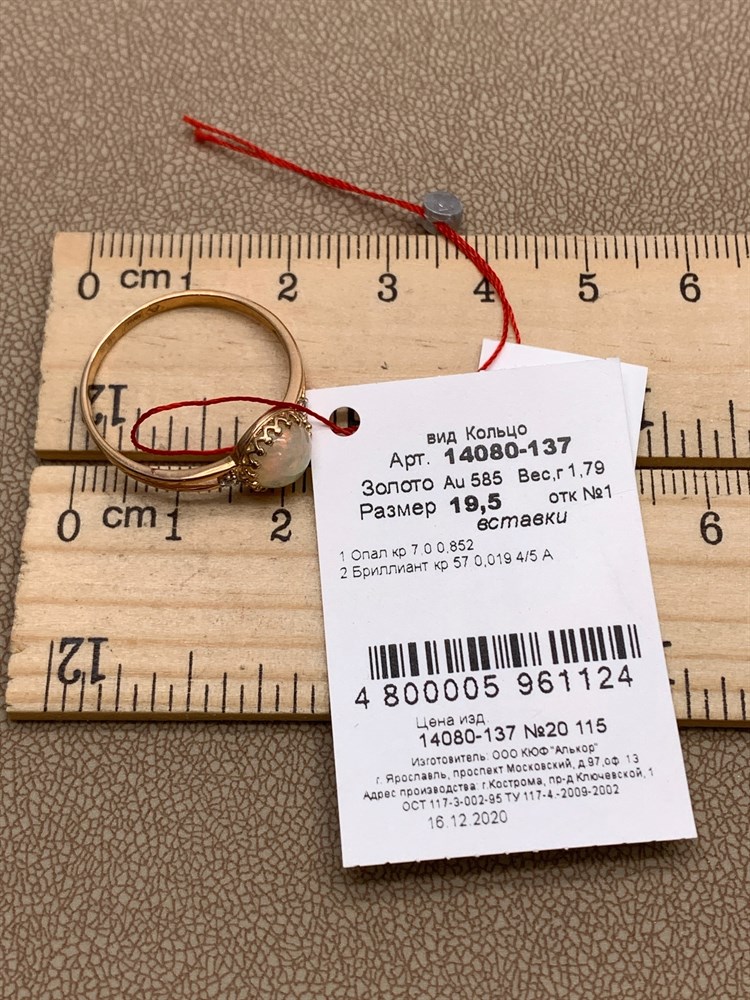 0 cm 1 2 3 4 5 6
12
0 cm 1 2 6
12
вид Кольцо
Арт. 14080-137
Золото Au 585 Вес,г 1,79
Размер 19,5 отк №1
вставки
1 Опал кр 7,0 0,852
2 Бриллиант кр 57 0,019 4/5 А
4 800005 961124
Цена изд.
14080-137 №20 115
Изготовитель: ООО КЮФ "Алькор"
г. Ярославль, проспект Московский, д.97,оф 13
Адрес производства: г.Кострома, пр-д Ключевской, 1
ОСТ 117-3-002-95 ТУ 117-4.-2009-2002
16.12.2020